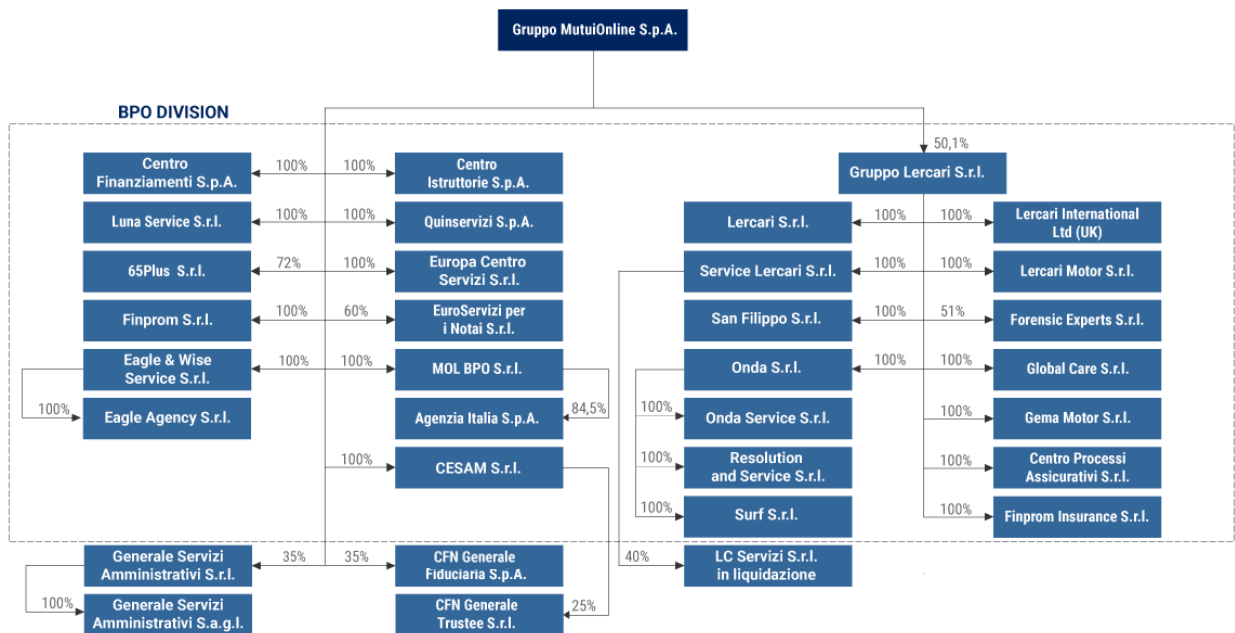 Gruppo MutuiOnline S.p.A.
BPO DIVISION
50,1%
Centro
Finanziamenti S.p.A.
100%
100%
Centro
Istruttorie S.p.A.
Gruppo Lercari S.r.l.
Luna Service S.r.l.
100%
100%
Quinservizi S.p.A.
Lercari S.r.l.
100%
100%
Lercari International
Ltd (UK)
65Plus S.r.l.
72%
100%
Europa Centro
Servizi S.r.l.
Service Lercari S.r.l.
100%
100%
Lercari Motor S.r.l.
Finprom S.r.l.
100%
60%
EuroServizi per
i Notai S.r.l.
San Filippo S.r.l.
100%
51%
Forensic Experts S.r.l.
Eagle & Wise
Service S.r.l.
100%
100%
MOL BPO S.r.l.
Onda S.r.l.
100%
100%
Global Care S.r.l.
100%
Eagle Agency S.r.l.
Agenzia Italia S.p.A.
84,5%
100%
Onda Service S.r.l.
100%
Gema Motor S.r.l.
100%
CESAM S.r.l.
100%
Resolution
and Service S.r.l.
100%
Centro Processi
Assicurativi S.r.l.
100%
Surf S.r.l.
100%
Finprom Insurance S.r.l.
Generale Servizi
Amministrativi S.r.l.
35%
35%
CFN Generale
Fiduciaria S.p.A.
40%
LC Servizi S.r.l.
in liquidazione
100%
Generale Servizi
Amministrativi S.a.g.l.
CFN Generale
Trustee S.r.l.
25%